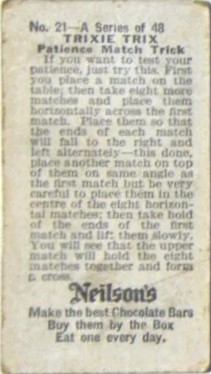 No. 21—A Series of 48
TRIXIE TRIX
Patience Match Trick
If you want to test your
patience, just try this. First
you place a match on the
table; then take eight more
matches and place them
horizontally across the first
match. Place them so that
the ends of each match
will fall to the right and
left alternately—this done,
place another match on top
of them on same angle as
the first match but be very
careful to place them in the
centre of the eight horizon-
tal matches; then take hold
of the ends of the first
match and lift them slowly.
You will see that the upper
match will hold the eight
matches together and form
a cross.
Neilson's
Make the best Chocolate Bars
Buy them by the Box
Eat one every day.